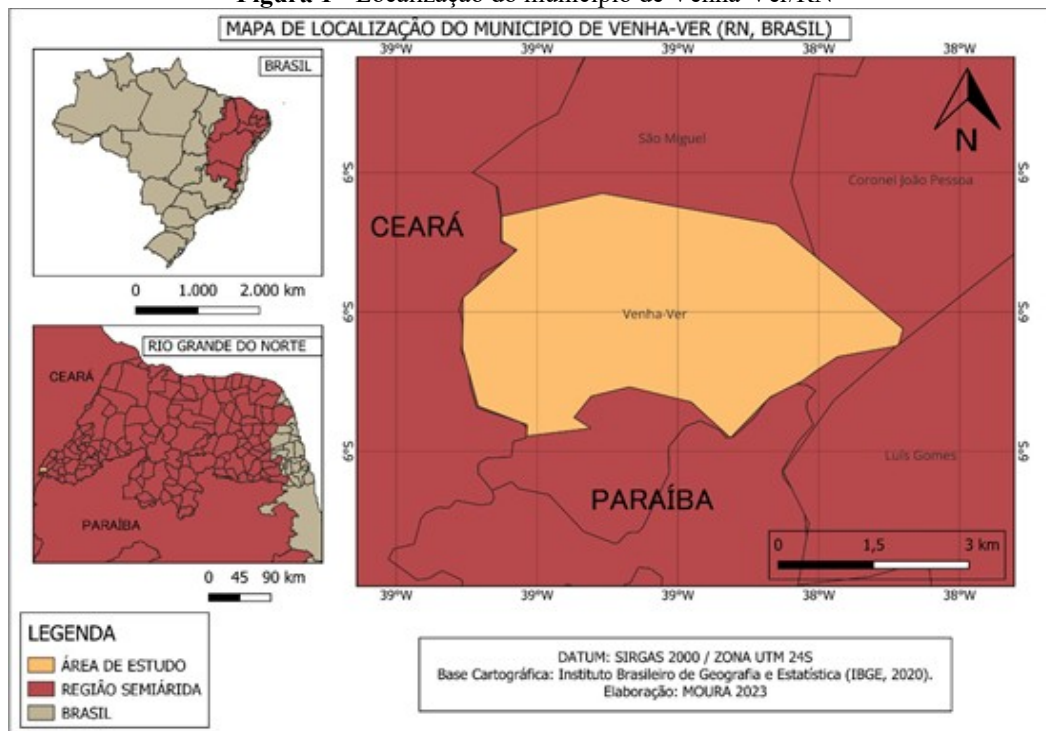 Figura 1 - Localização do município de Venha-Ver/RN
MAPA DE LOCALIZAÇÃO DO MUNICIPIO DE VENHA-VER (RN, BRASIL)
BRASIL
0 1.000 2.000 km
RIO GRANDE DO NORTE
CEARÁ
PARAÍBA
0 45 90 km
39°W 39°W 39°W 38°W 38°W
6°S 6°S
6°S 6°S
6°S 6°S
São Miguel
Coronel João Pessoa
CEARÁ
N
Venha-Ver
Luís Gomes
PARAÍBA
0 1,5 3 km
39°W 39°W 39°W 38°W 38°W
LEGENDA
ÁREA DE ESTUDO
REGIÃO SEMIÁRIDA
BRASIL
DATUM: SIRGAS 2000 / ZONA UTM 24S
Base Cartográfica: Instituto Brasileiro de Geografia e Estatística (IBGE, 2020).
Elaboração: MOURA 2023